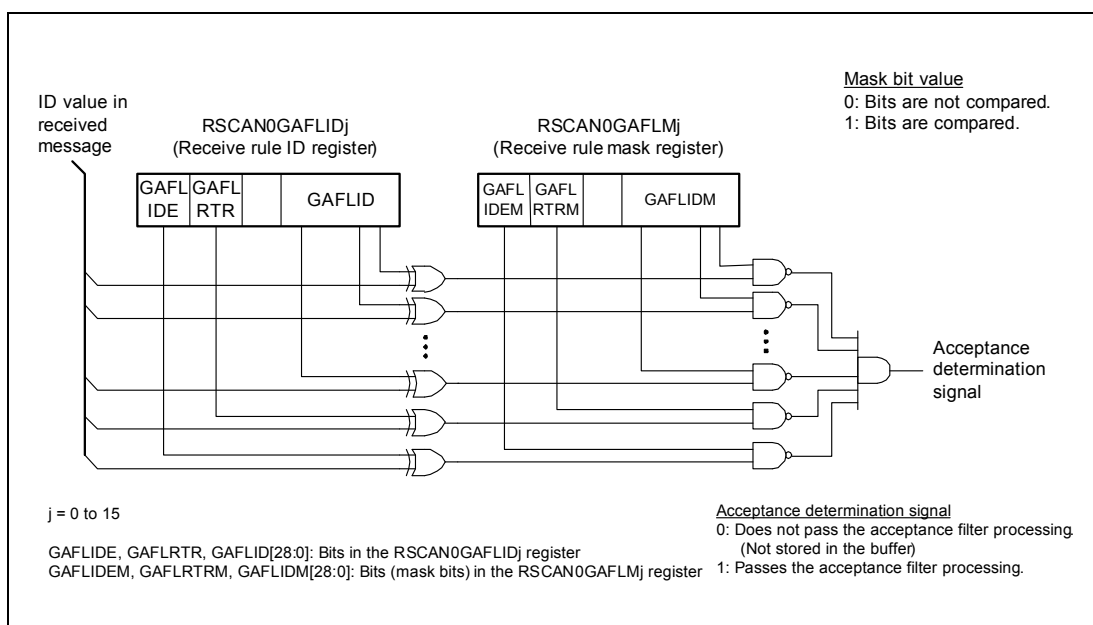 Mask bit value
0: Bits are not compared.
1: Bits are compared.
ID value in
received
message
RSCAN0GAFLIDj
(Receive rule ID register)
RSCAN0GAFLMj
(Receive rule mask register)
GAFL
IDE
GAFL
RTR
GAFLID
GAFL
IDEM
GAFL
RTRM
GAFLIDM
Acceptance
determination
signal
j = 0 to 15
GAFLIDE, GAFLRTR, GAFLID[28:0]: Bits in the RSCAN0GAFLIDj register
GAFLIDEM, GAFLRTRM, GAFLIDM[28:0]: Bits (mask bits) in the RSCAN0GAFLMj register
Acceptance determination signal
0: Does not pass the acceptance filter processing.
(Not stored in the buffer)
1: Passes the acceptance filter processing.